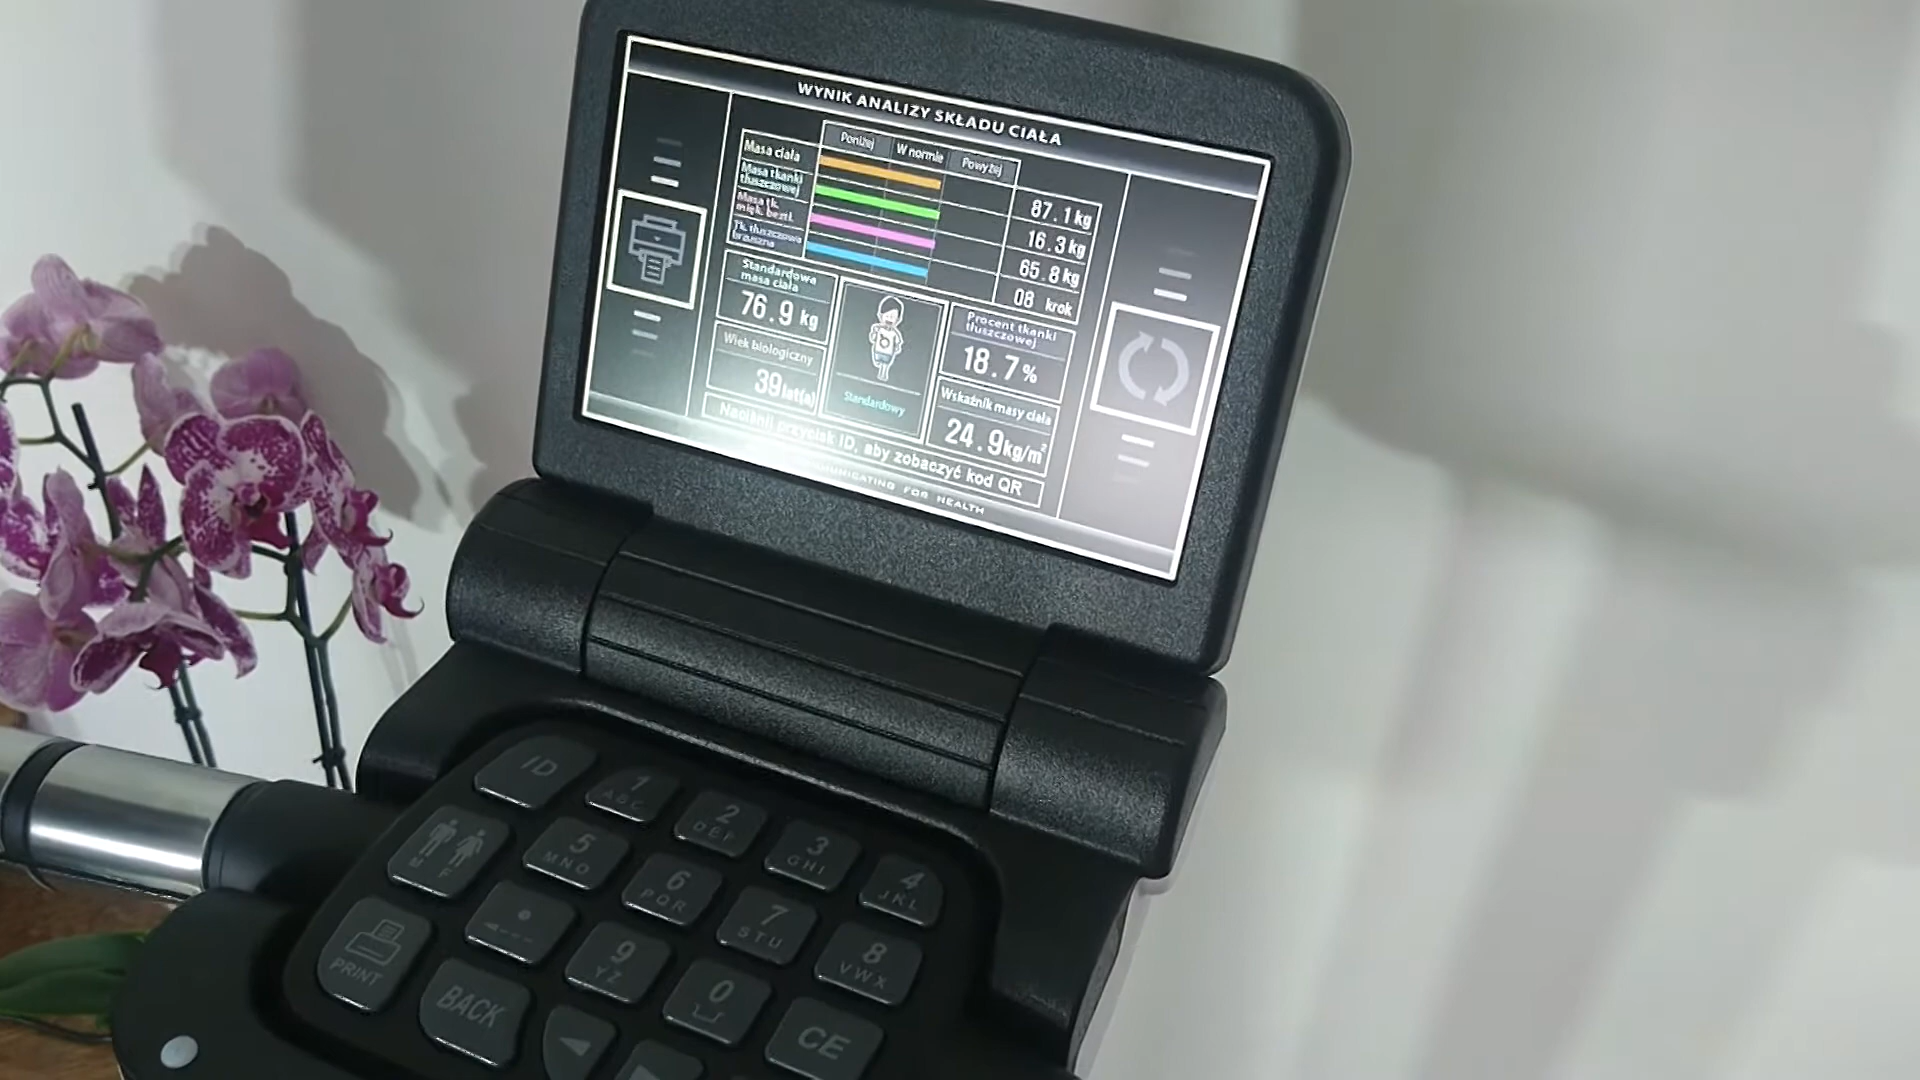 WYNIK ANALIZY SKŁADU CIAŁA
Poniżej W normie Powyżej
Masa ciała 87.1 kg
Masa tkanki tłuszczowej 16.3 kg
Masa tk. mięk. beztł. 65.8 kg
Tk. tłuszczowa brzuszna 08 krok
Standardowa masa ciała
76.9 kg
Wiek biologiczny
39 lat(a)
Standardowy
Procent tkanki tłuszczowej
18.7 %
Wskaźnik masy ciała
24.9 kg/m²
Naciśnij przycisk ID, aby zobaczyć kod QR
FOR HEALTH
ID
1 ABC
2 DEF
3 GHI
4 JKL
M F
5 MNO
6 PQR
7 STU
8 VWX
PRINT
9 YZ
0
CE
BACK